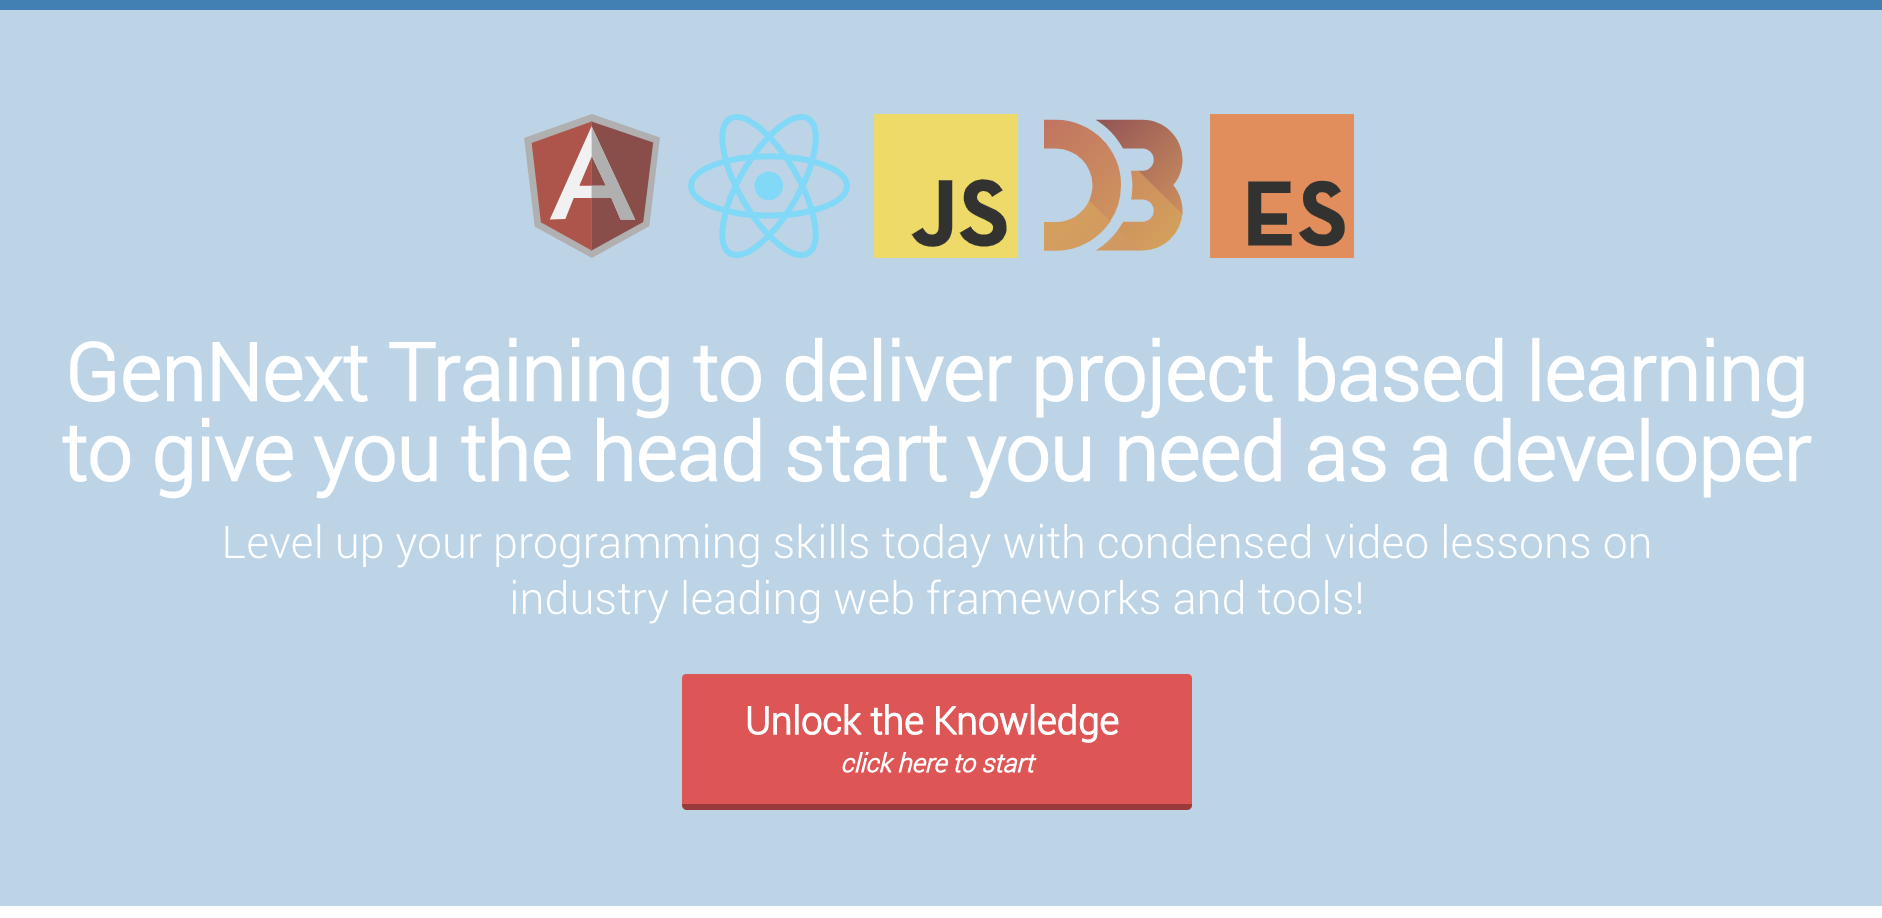 A JS D3 ES
GenNext Training to deliver project based learning
to give you the head start you need as a developer
Level up your programming skills today with condensed video lessons on
industry leading web frameworks and tools!
Unlock the Knowledge
click here to start